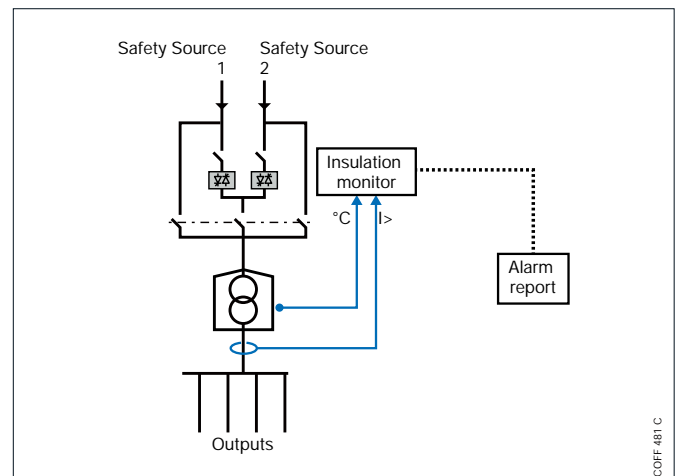 Safety Source
1
Safety Source
2
Insulation
monitor
°C
I>
Alarm
report
Outputs
COFF 481 C